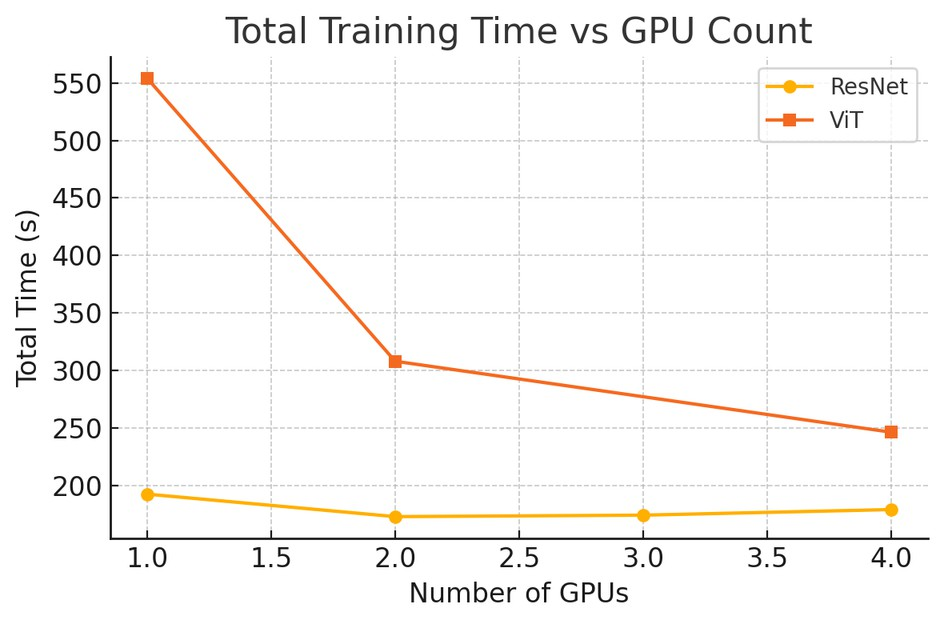 Total Training Time vs GPU Count
ResNet
ViT
Total Time (s)
550
500
450
400
350
300
250
200
1.0 1.5 2.0 2.5 3.0 3.5 4.0
Number of GPUs